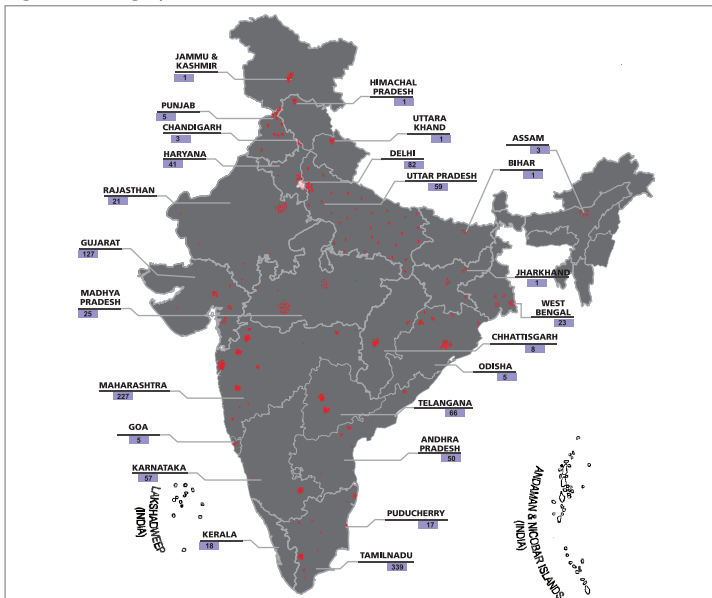 JAMMU &
KASHMIR
1
HIMACHAL
PRADESH
1
PUNJAB
5
CHANDIGARH
3
UTTARA
KHAND
1
HARYANA
41
DELHI
82
ASSAM
3
BIHAR
1
UTTAR PRADESH
59
RAJASTHAN
21
GUJARAT
127
JHARKHAND
1
MADHYA
PRADESH
25
WEST
BENGAL
23
CHHATTISGARH
8
ODISHA
5
MAHARASHTRA
227
TELANGANA
66
GOA
5
ANDHRA
PRADESH
50
KARNATAKA
57
LAKSHADWEEP
(INDIA)
ANDAMAN & NICOBAR ISLANDS
(INDIA)
PUDUCHERRY
17
KERALA
18
TAMILNADU
339